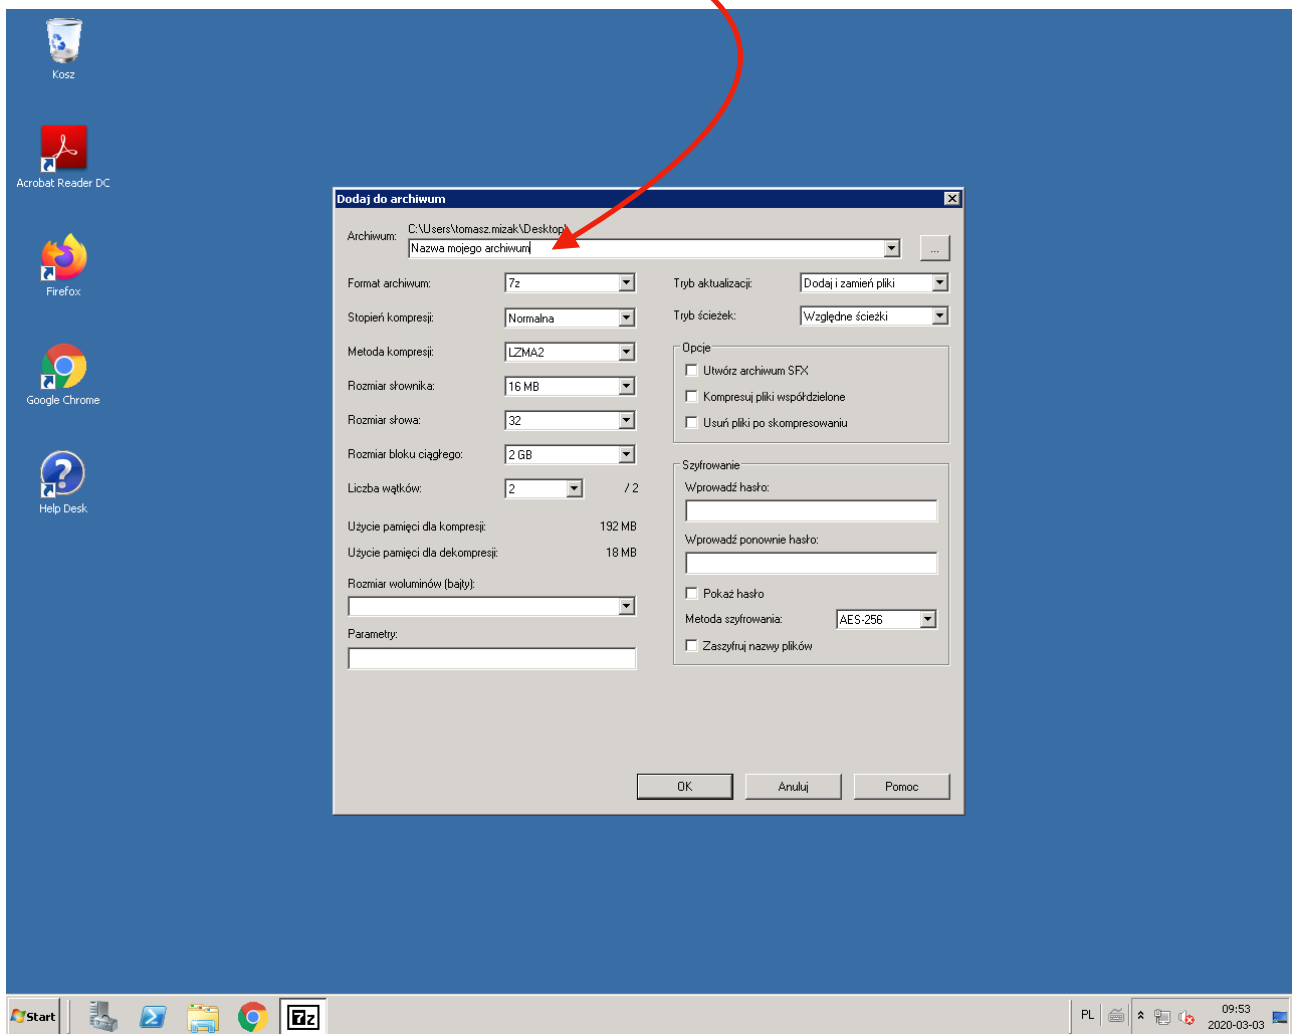 Kosz
Acrobat Reader DC
Firefox
Google Chrome
Help Desk
Dodaj do archiwum
Archiwum:
C:\Users\tomasz.mizak\Desktop\
Nazwa mojego archiwum
...
Format archiwum:
7z
Stopień kompresji:
Normalna
Metoda kompresji:
LZMA2
Rozmiar słownika:
16 MB
Rozmiar słowa:
32
Rozmiar bloku ciągłego:
2 GB
Liczba wątków:
2
/ 2
Użycie pamięci dla kompresji:
192 MB
Użycie pamięci dla dekompresji:
18 MB
Rozmiar woluminów (bajty):
Parametry:
Tryb aktualizacji:
Dodaj i zamień pliki
Tryb ścieżek:
Względne ścieżki
Opcje
Utwórz archiwum SFX
Kompresuj pliki współdzielone
Usuń pliki po skompresowaniu
Szyfrowanie
Wprowadź hasło:
Wprowadź ponownie hasło:
Pokaż hasło
Metoda szyfrowania:
AES-256
Zaszyfruj nazwy plików
OK
Anuluj
Pomoc
Start
7z
PL
09:53
2020-03-03